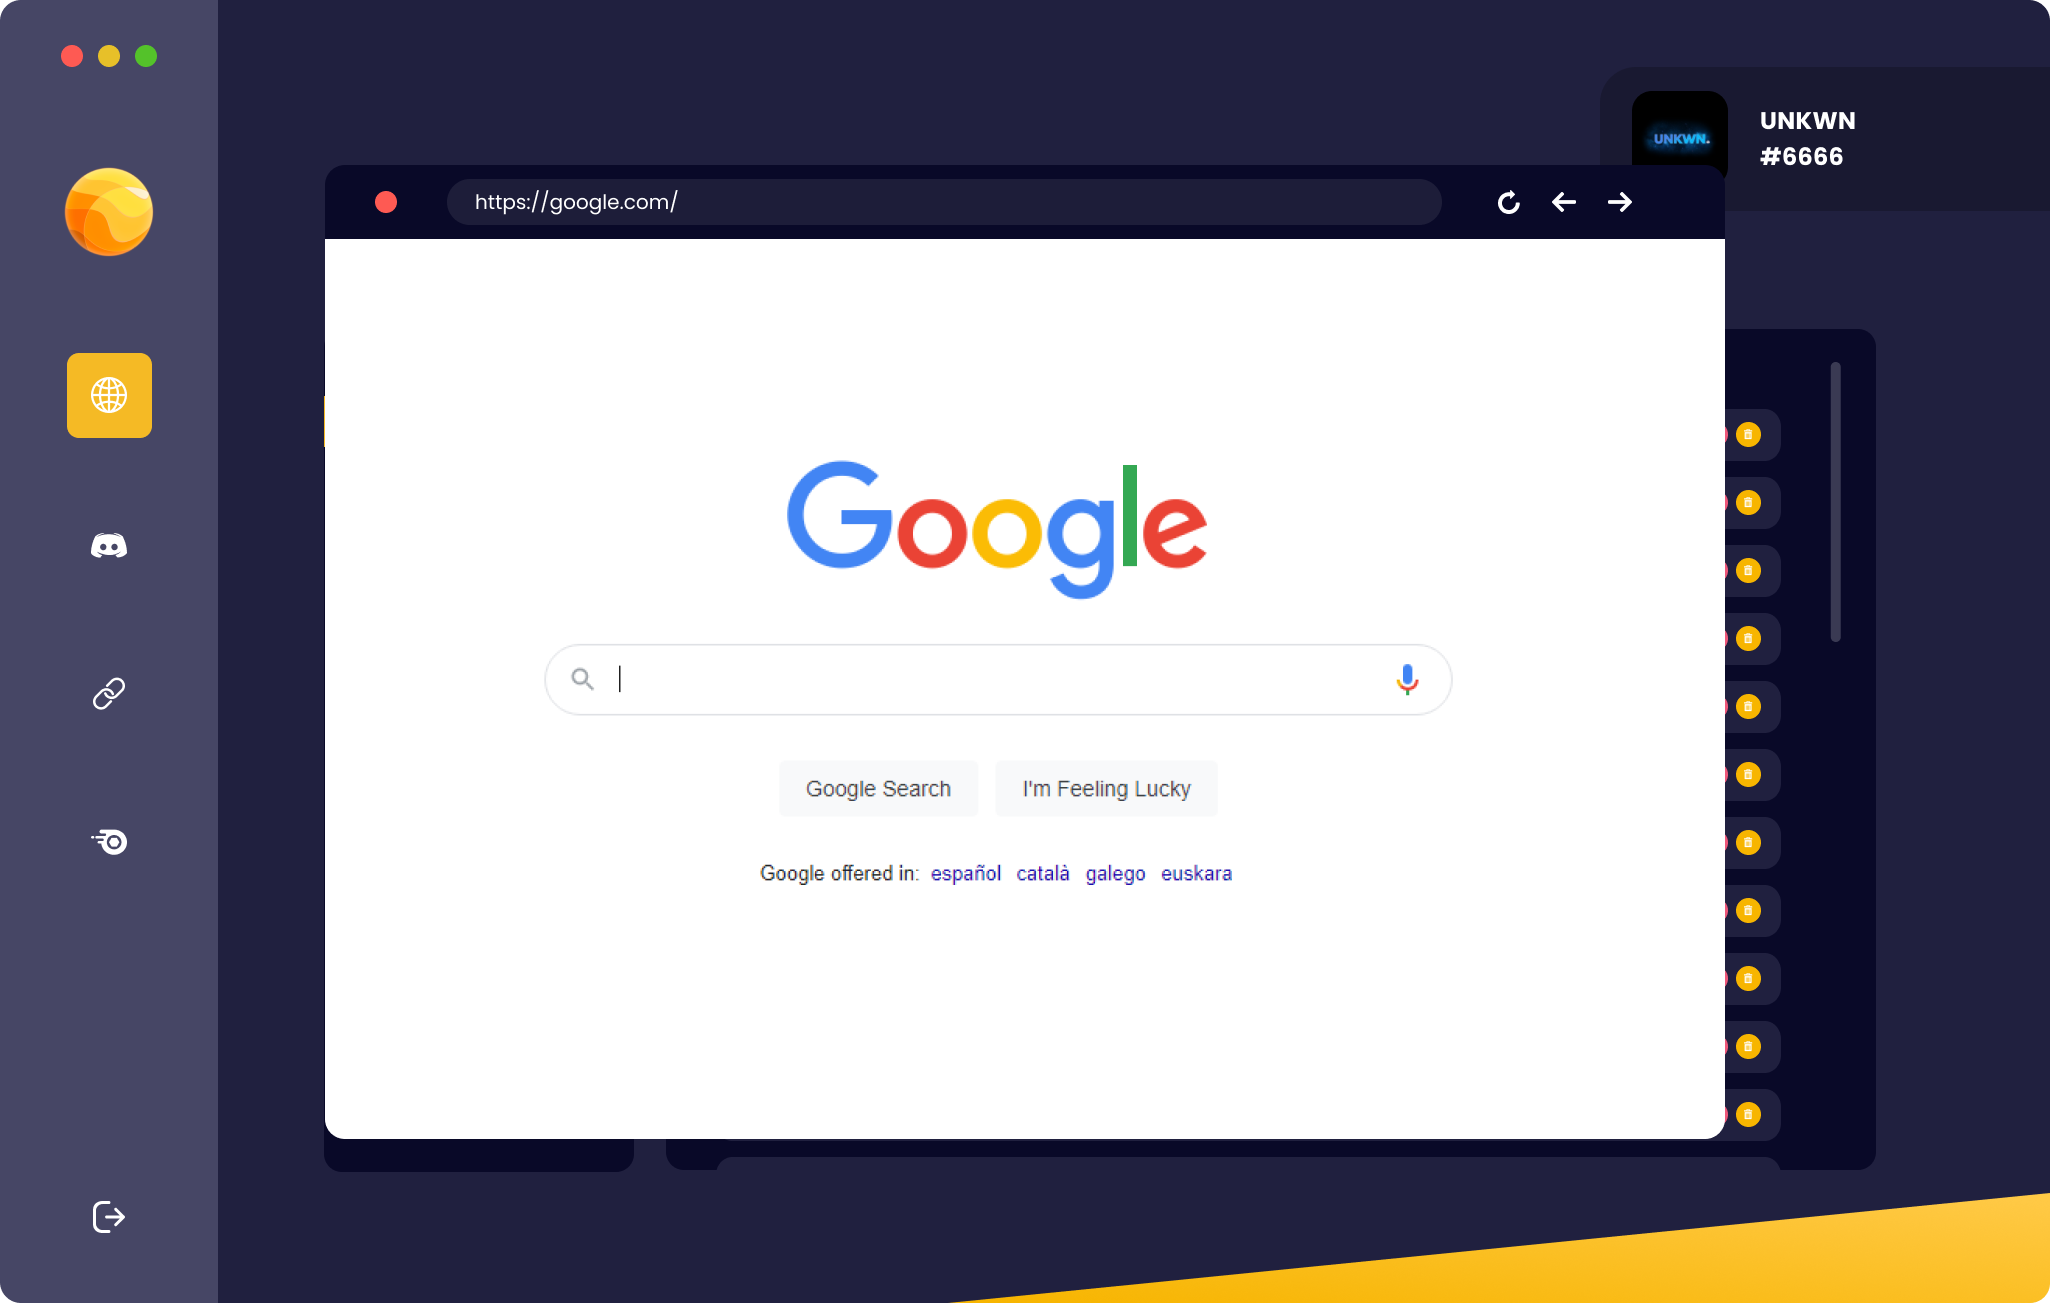 UNKWN.
UNKWN
#6666
https://google.com/
Google
Google Search
I'm Feeling Lucky
Google offered in: español català galego euskara